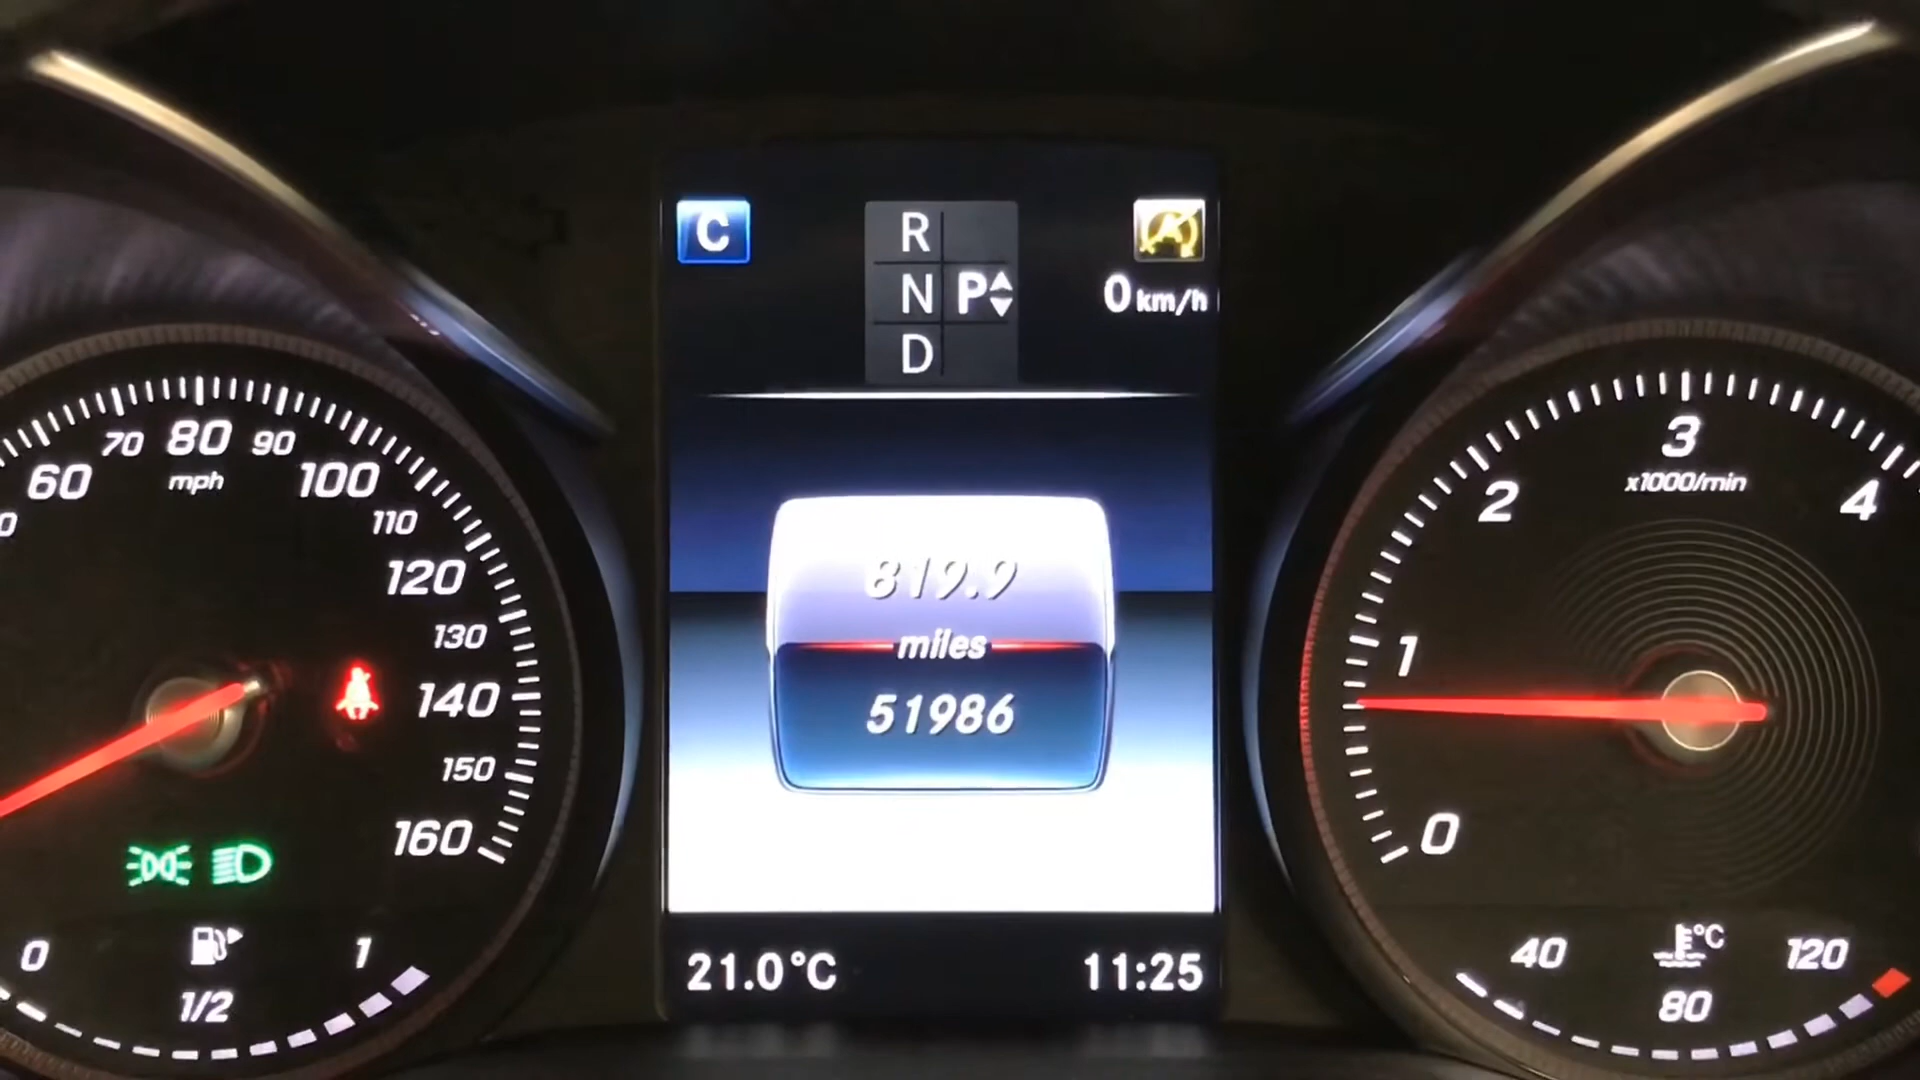 C
R
N P
D
0 km/h
60 70 80 90 100 110 120 130 140 150 160
mph
0 1/2 1
819.9
miles
51986
21.0°C 11:25
0 1 2 3 4
x1000/min
°C
40 80 120